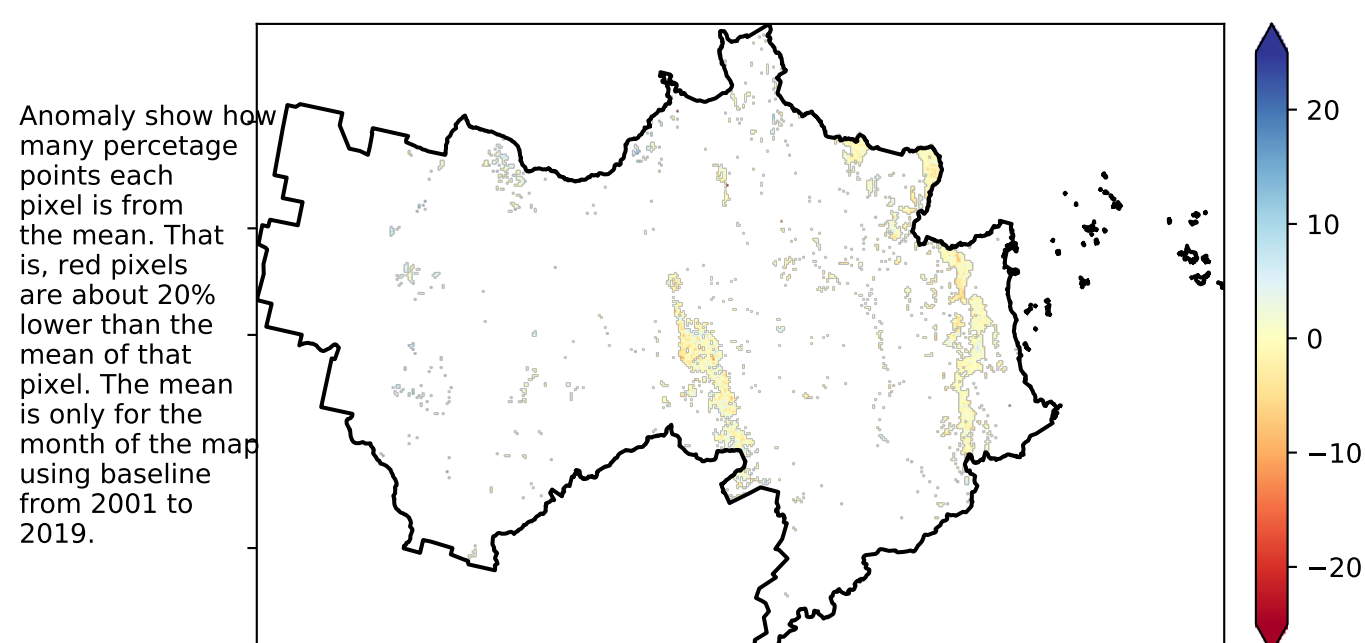 Anomaly show how
many percetage
points each
pixel is from
the mean. That
is, red pixels
are about 20%
lower than the
mean of that
pixel. The mean
is only for the
month of the map
using baseline
from 2001 to
2019.
20
10
0
−10
−20